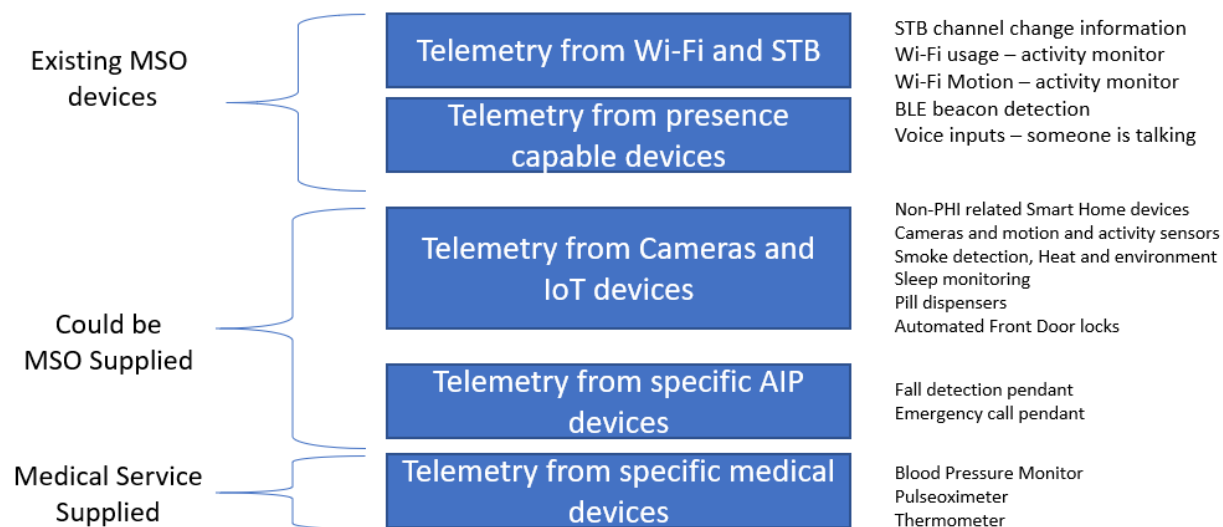 Existing MSO
devices
Telemetry from Wi-Fi and STB
Telemetry from presence
capable devices
STB channel change information
Wi-Fi usage – activity monitor
Wi-Fi Motion – activity monitor
BLE beacon detection
Voice inputs – someone is talking
Could be
MSO Supplied
Telemetry from Cameras and
IoT devices
Non-PHI related Smart Home devices
Cameras and motion and activity sensors
Smoke detection, Heat and environment
Sleep monitoring
Pill dispensers
Automated Front Door locks
Telemetry from specific AIP
devices
Fall detection pendant
Emergency call pendant
Medical Service
Supplied
Telemetry from specific medical
devices
Blood Pressure Monitor
Pulseoximeter
Thermometer